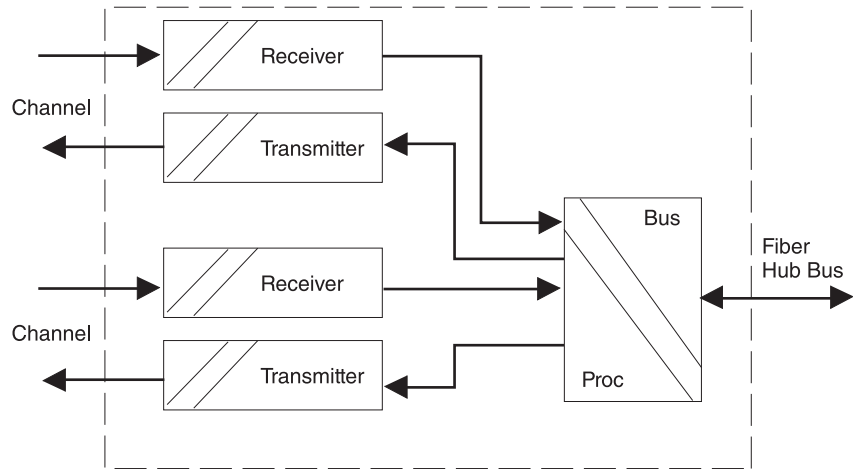 Receiver
Channel
Transmitter
Bus
Fiber
Hub Bus
Receiver
Channel
Transmitter
Proc